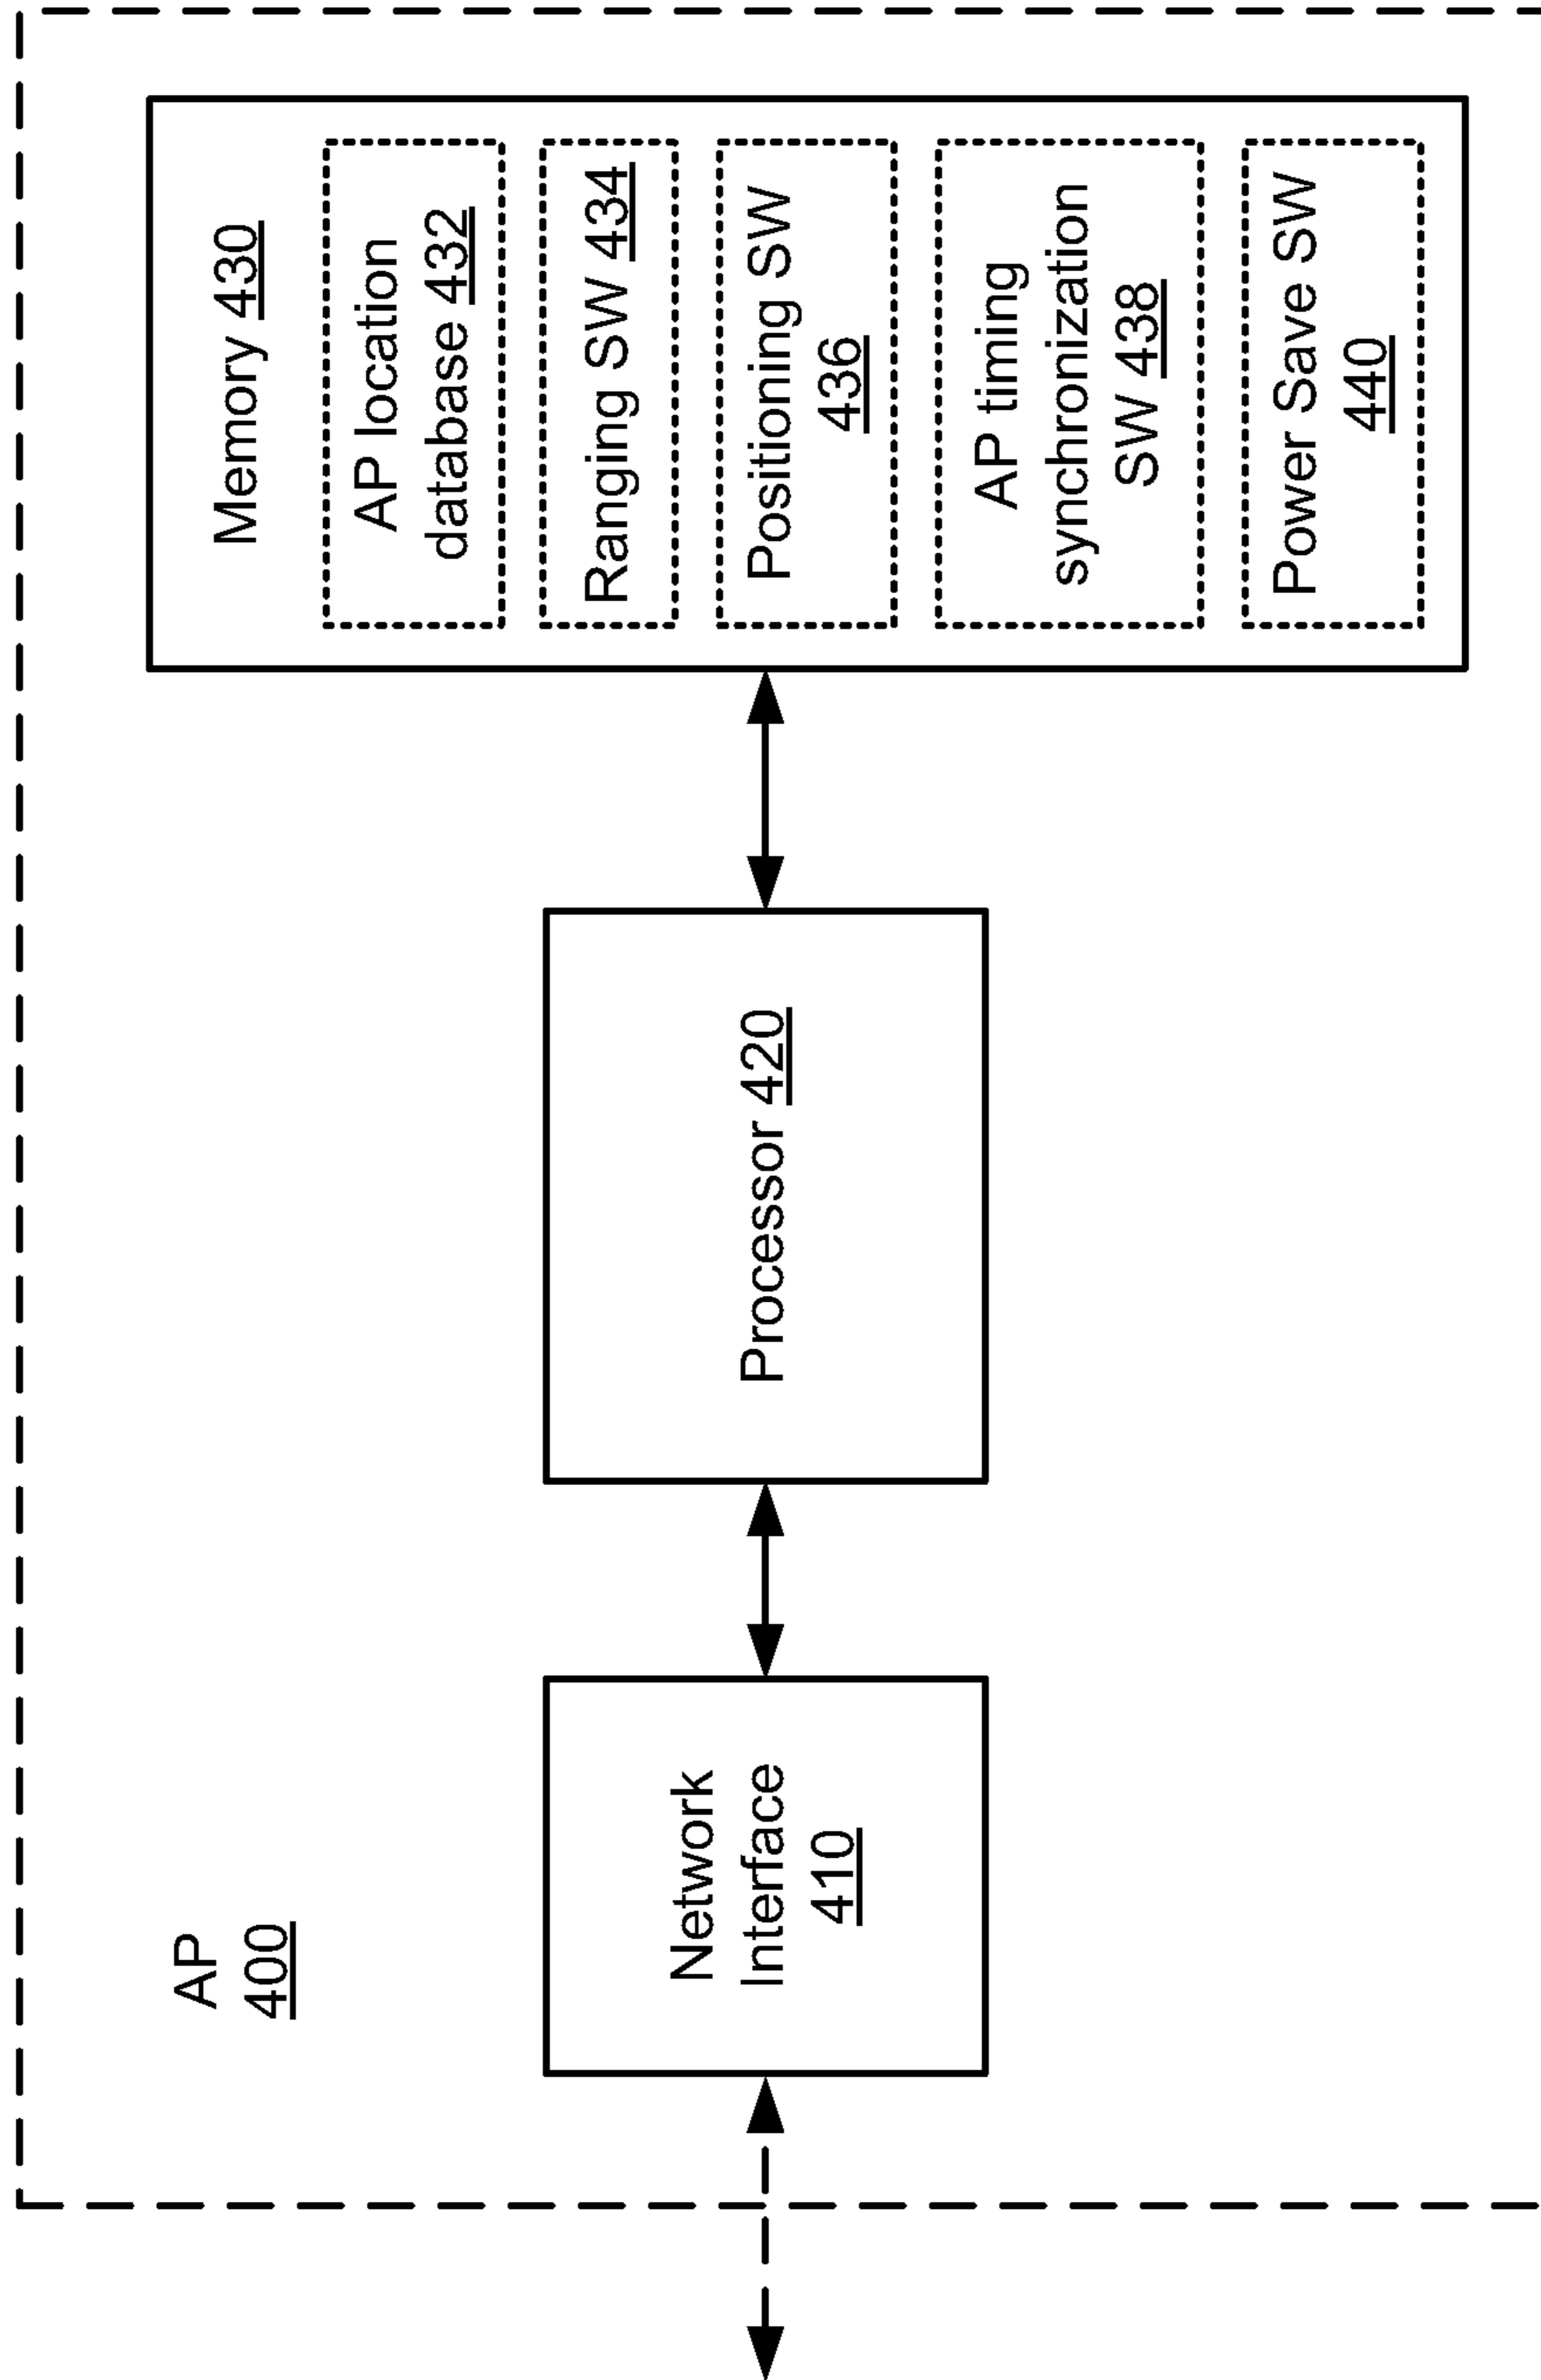 AP
400
Network
Interface
410
Processor 420
Memory 430
AP location
database 432
Ranging SW 434
Positioning SW
436
AP timing
synchronization
SW 438
Power Save SW
440